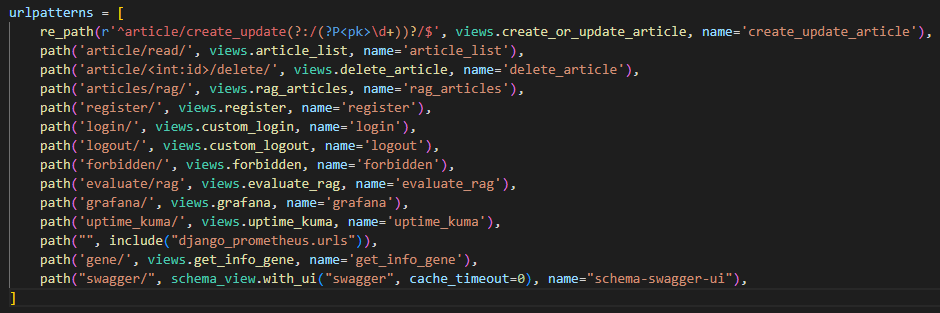 urlpatterns = [
    re_path(r'^article/create_update(?:/(?P<pk>\d+))?/$', views.create_or_update_article, name='create_update_article'),
    path('article/read/', views.article_list, name='article_list'),
    path('article/<int:id>/delete/', views.delete_article, name='delete_article'),
    path('articles/rag/', views.rag_articles, name='rag_articles'),
    path('register/', views.register, name='register'),
    path('login/', views.custom_login, name='login'),
    path('logout/', views.custom_logout, name='logout'),
    path('forbidden/', views.forbidden, name='forbidden'),
    path('evaluate/rag', views.evaluate_rag, name='evaluate_rag'),
    path('grafana/', views.grafana, name='grafana'),
    path('uptime_kuma/', views.uptime_kuma, name='uptime_kuma'),
    path("", include("django_prometheus.urls")),
    path('gene/', views.get_info_gene, name='get_info_gene'),
    path("swagger/", schema_view.with_ui("swagger", cache_timeout=0), name="schema-swagger-ui"),
]